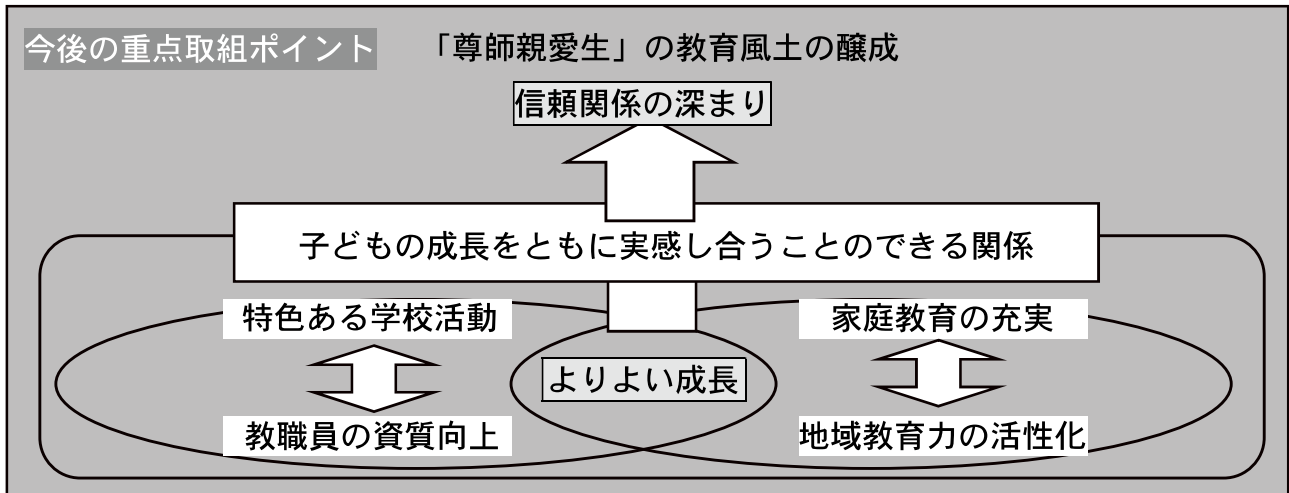 今後の重点取組ポイント 「尊師親愛生」の教育風土の醸成
信頼関係の深まり
子どもの成長をともに実感し合うことのできる関係
特色ある学校活動
家庭教育の充実
よりよい成長
教職員の資質向上
地域教育力の活性化